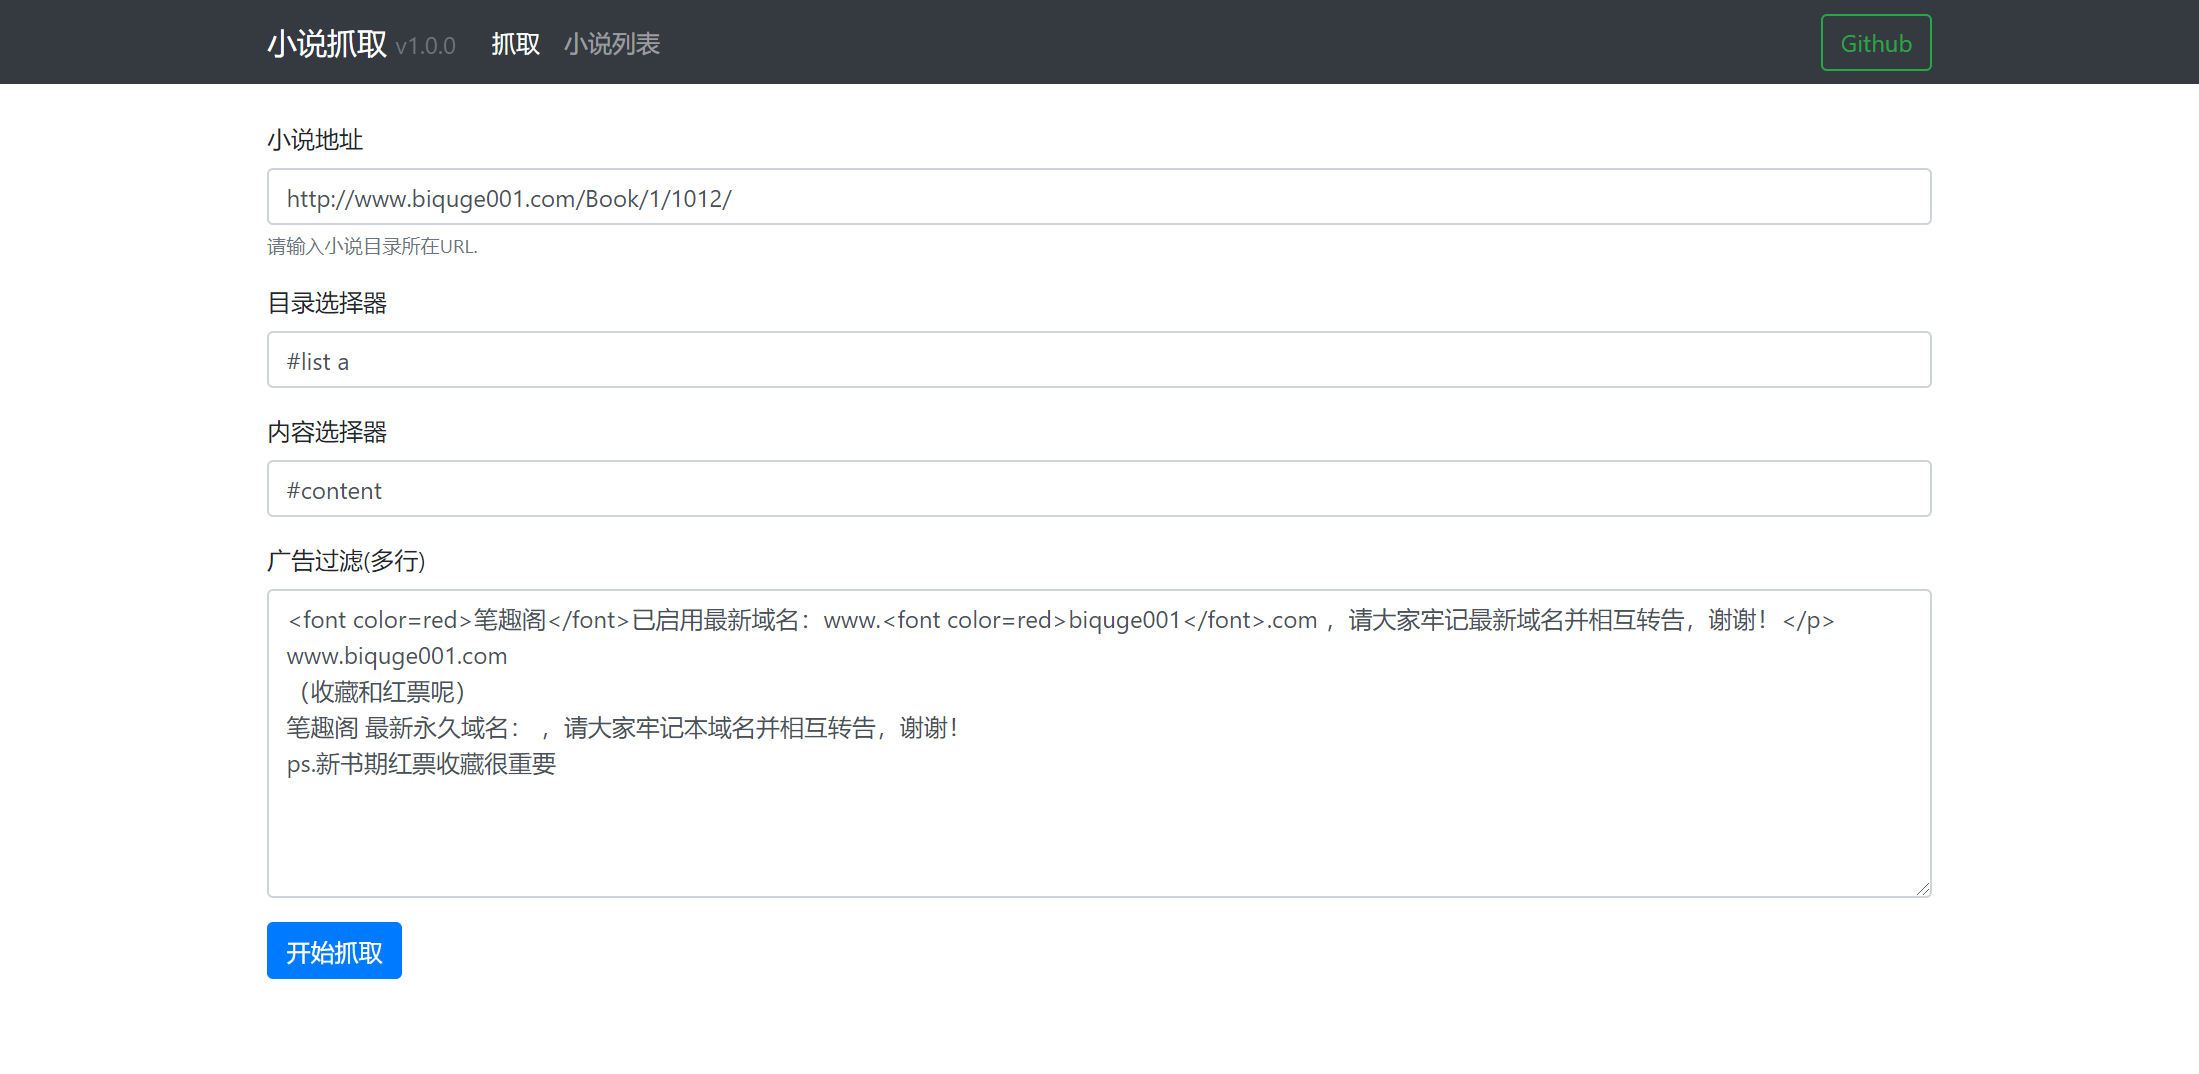 小说抓取 v1.0.0 抓取 小说列表 Github
小说地址
http://www.biquge001.com/Book/1/1012/
请输入小说目录所在URL.
目录选择器
#list a
内容选择器
#content
广告过滤(多行)
<font color=red>笔趣阁</font>已启用最新域名：www.<font color=red>biquge001</font>.com ，请大家牢记最新域名并相互转告，谢谢！</p>
www.biquge001.com
（收藏和红票呢）
笔趣阁 最新永久域名： ，请大家牢记本域名并相互转告，谢谢！
ps.新书期红票收藏很重要
开始抓取